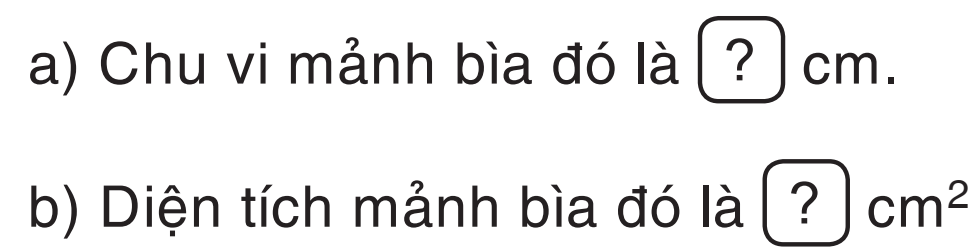 a) Chu vi mảnh bìa đó là ? cm.
b) Diện tích mảnh bìa đó là ? cm²